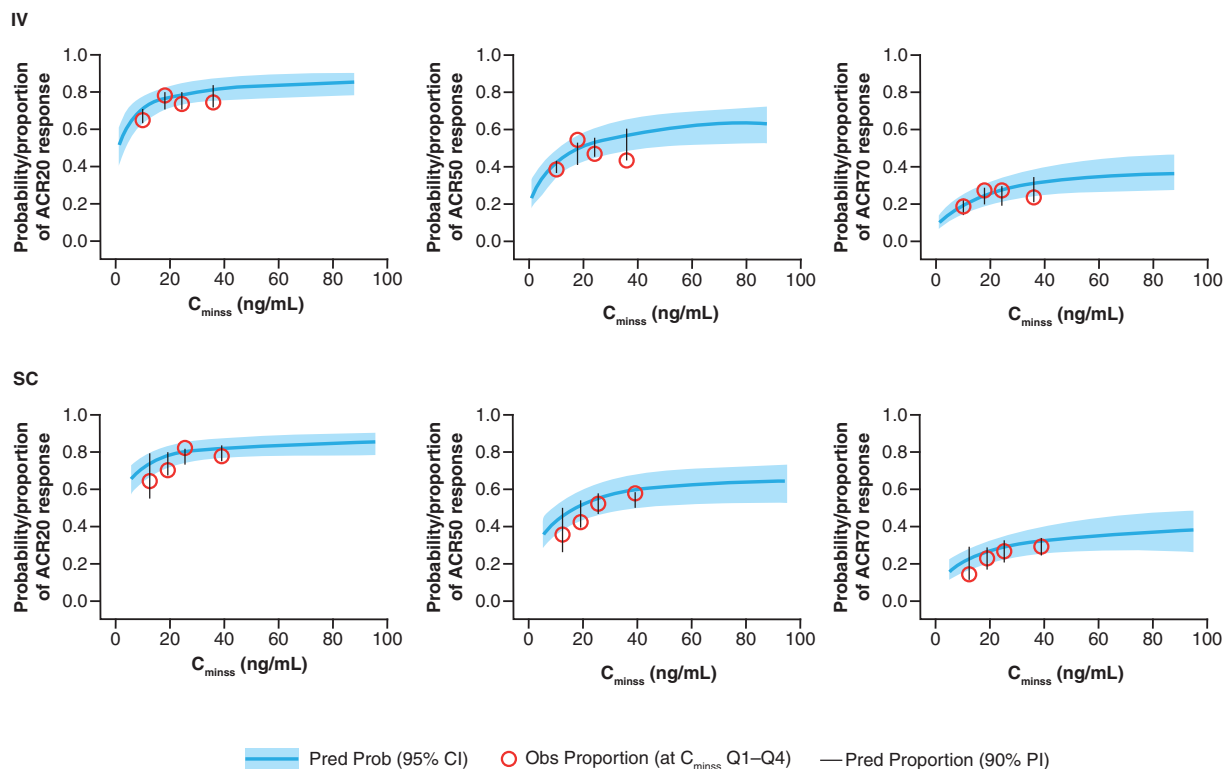 IV
Probability/proportion
of ACR20 response
1.0
0.8
0.6
0.4
0.2
0.0
0 20 40 60 80 100
Cminss (ng/mL)
Probability/proportion
of ACR50 response
1.0
0.8
0.6
0.4
0.2
0.0
0 20 40 60 80 100
Cminss (ng/mL)
Probability/proportion
of ACR70 response
1.0
0.8
0.6
0.4
0.2
0.0
0 20 40 60 80 100
Cminss (ng/mL)
SC
Probability/proportion
of ACR20 response
1.0
0.8
0.6
0.4
0.2
0.0
0 20 40 60 80 100
Cminss (ng/mL)
Probability/proportion
of ACR50 response
1.0
0.8
0.6
0.4
0.2
0.0
0 20 40 60 80 100
Cminss (ng/mL)
Probability/proportion
of ACR70 response
1.0
0.8
0.6
0.4
0.2
0.0
0 20 40 60 80 100
Cminss (ng/mL)
Pred Prob (95% CI) Obs Proportion (at Cminss Q1–Q4) Pred Proportion (90% PI)